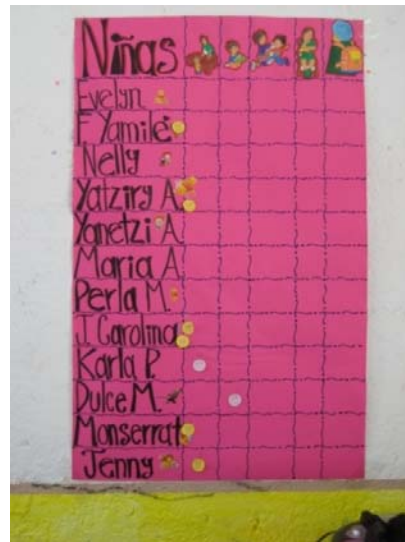 Niñas
Evelyn
F Yamile
Nelly
Yatziry A.
Yanetzi A.
Maria A.
Perla M.
J. Carolina
Karla P.
Dulce M.
Monserrat
Jenny